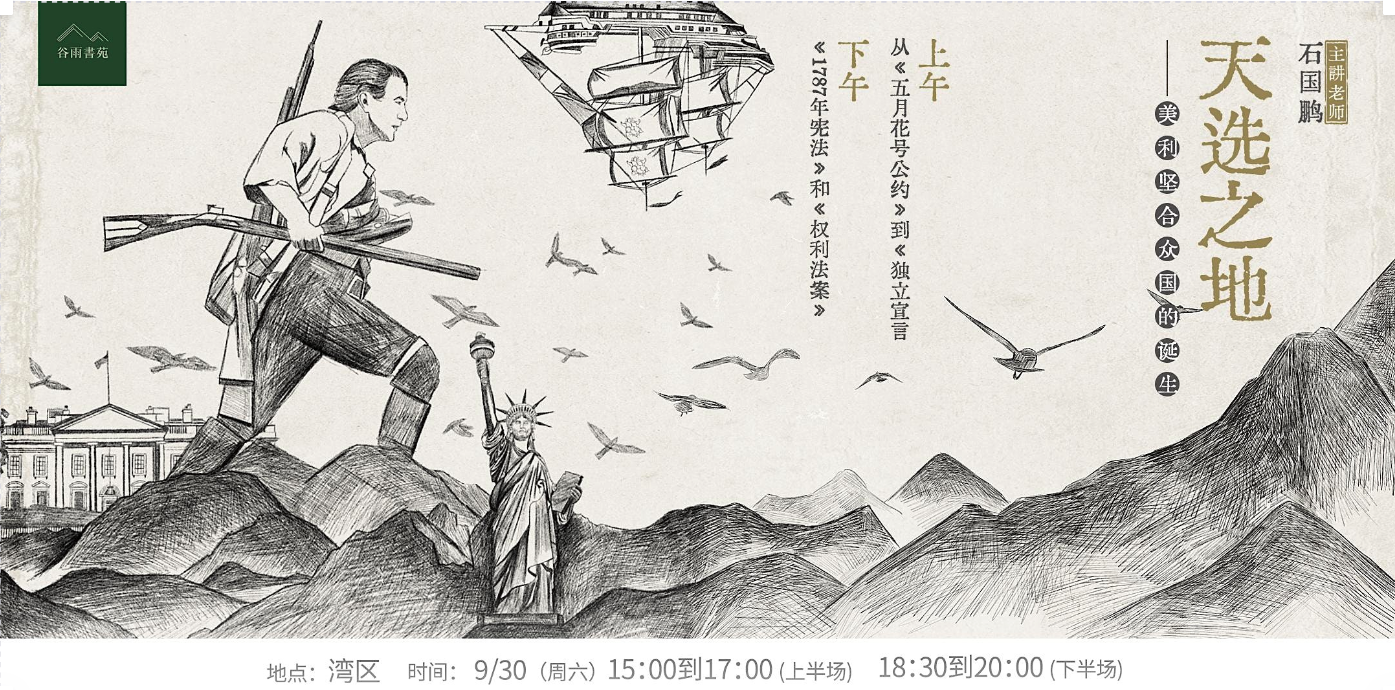 谷雨書苑
主講老师
石国鹏
天选之地
——美利坚合众国的诞生
上午
从《五月花号公约》到《独立宣言
下午
《1787年宪法》和《权利法案》
地点：湾区 时间：9/30（周六）15:00到17:00 (上半场) 18:30到20:00 (下半场)